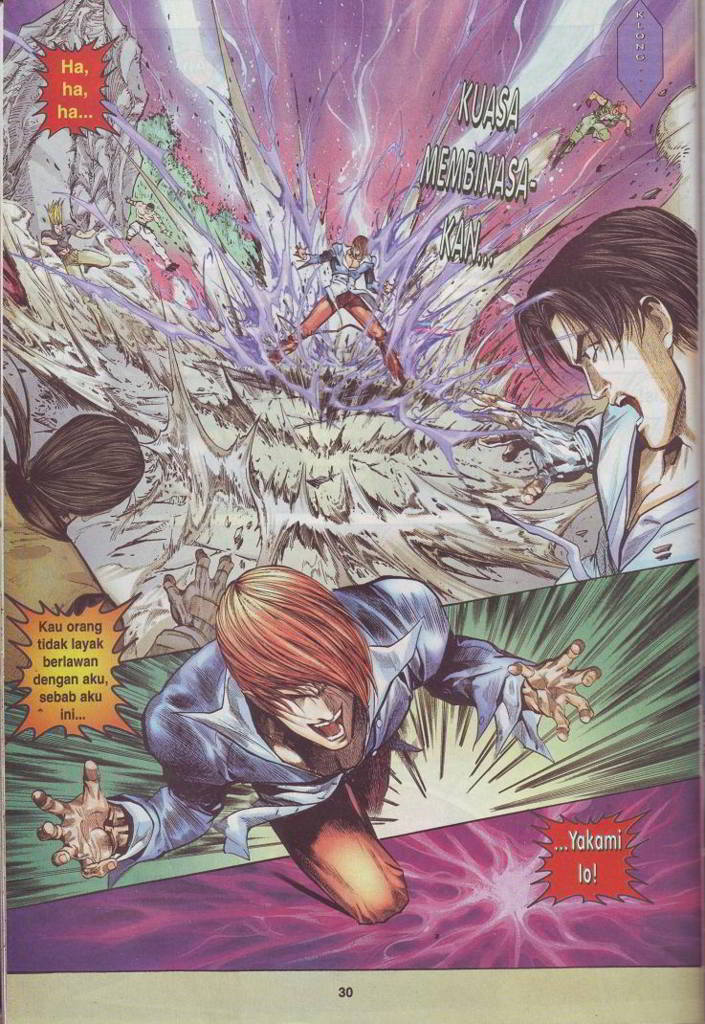 KLONG...
Ha,
ha,
ha...
KUASA
MEMBINASA-
KAN...
Kau orang
tidak layak
berlawan
dengan aku,
sebab aku
ini...
...Yakami
Io!
30